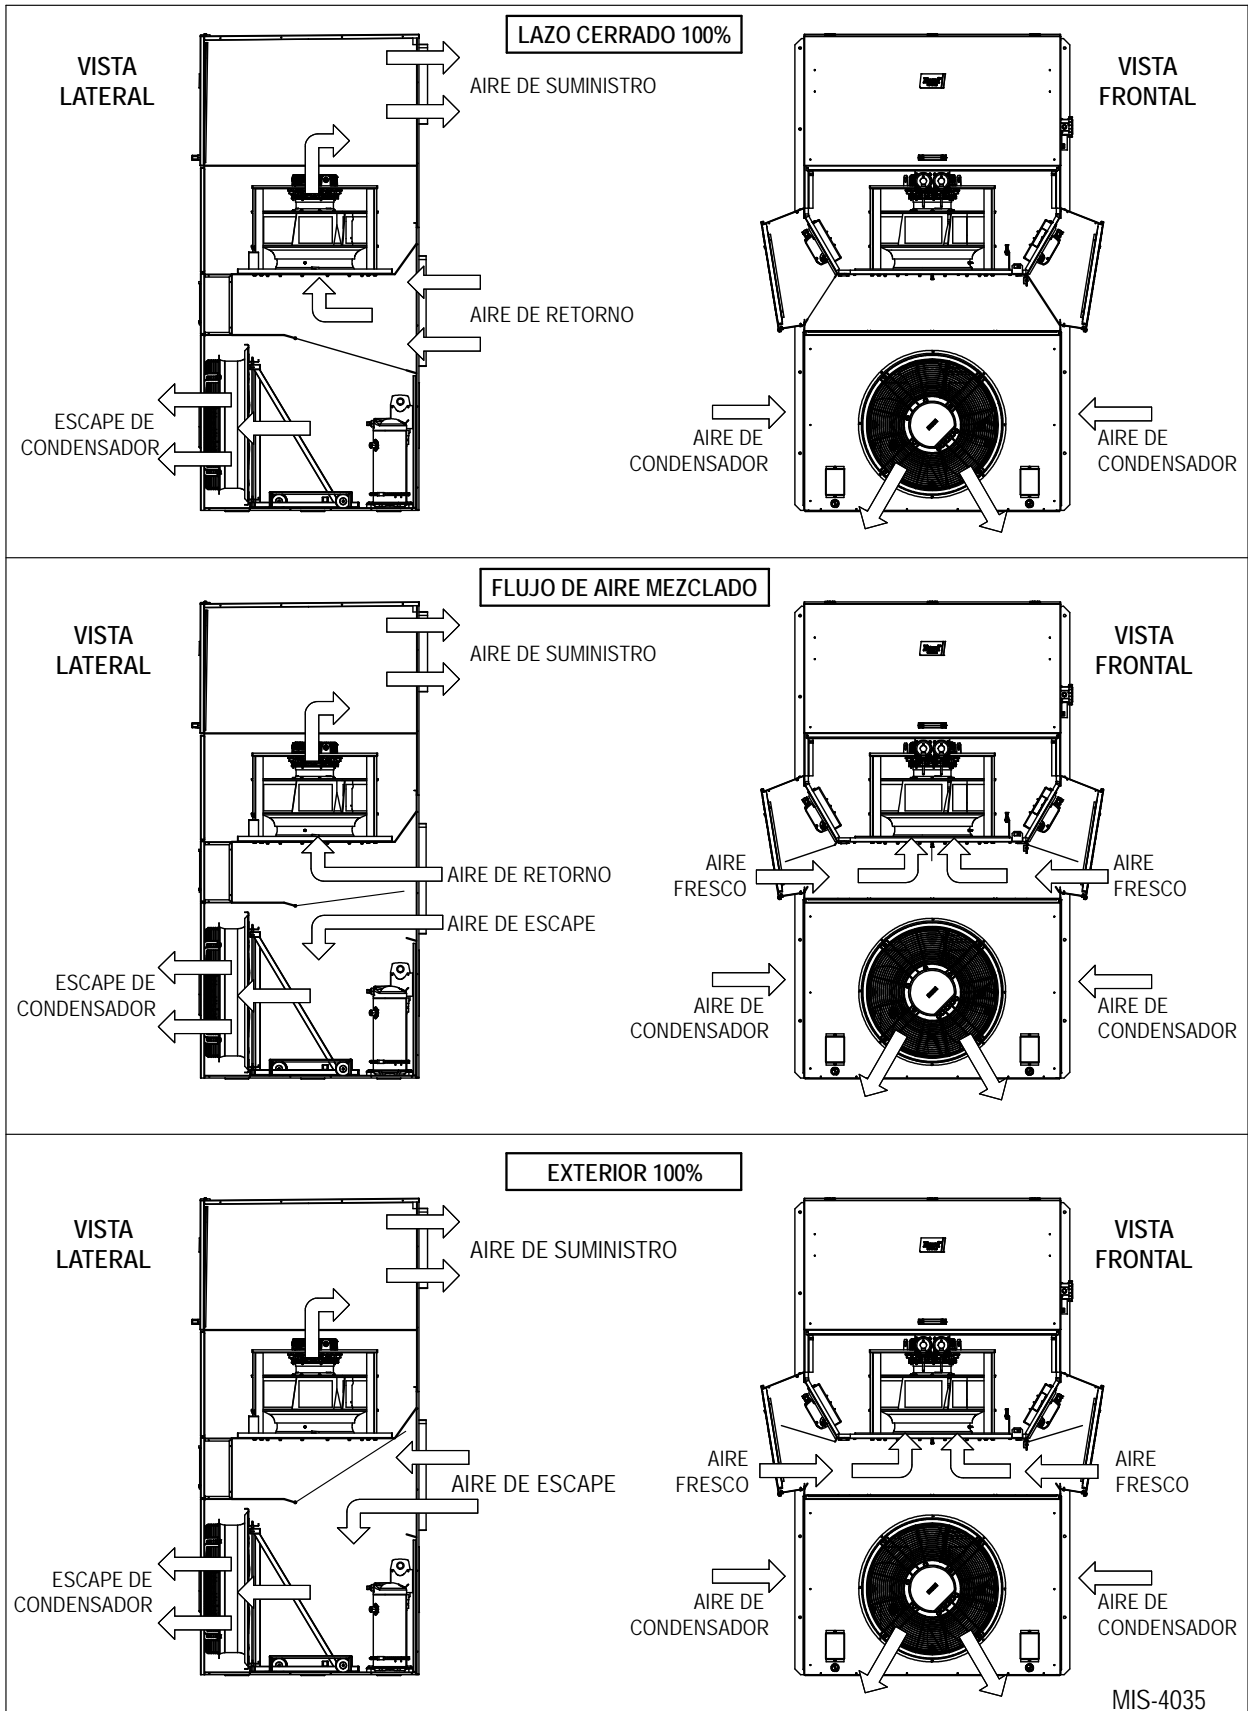 LAZO CERRADO 100%
VISTA
LATERAL
AIRE DE SUMINISTRO
VISTA
FRONTAL
AIRE DE RETORNO
ESCAPE DE
CONDENSADOR
AIRE DE
CONDENSADOR
AIRE DE
CONDENSADOR
FLUJO DE AIRE MEZCLADO
VISTA
LATERAL
AIRE DE SUMINISTRO
VISTA
FRONTAL
AIRE DE RETORNO
AIRE DE ESCAPE
AIRE
FRESCO
AIRE
FRESCO
ESCAPE DE
CONDENSADOR
AIRE DE
CONDENSADOR
AIRE DE
CONDENSADOR
EXTERIOR 100%
VISTA
LATERAL
AIRE DE SUMINISTRO
VISTA
FRONTAL
AIRE DE ESCAPE
AIRE
FRESCO
AIRE
FRESCO
ESCAPE DE
CONDENSADOR
AIRE DE
CONDENSADOR
AIRE DE
CONDENSADOR
MIS-4035